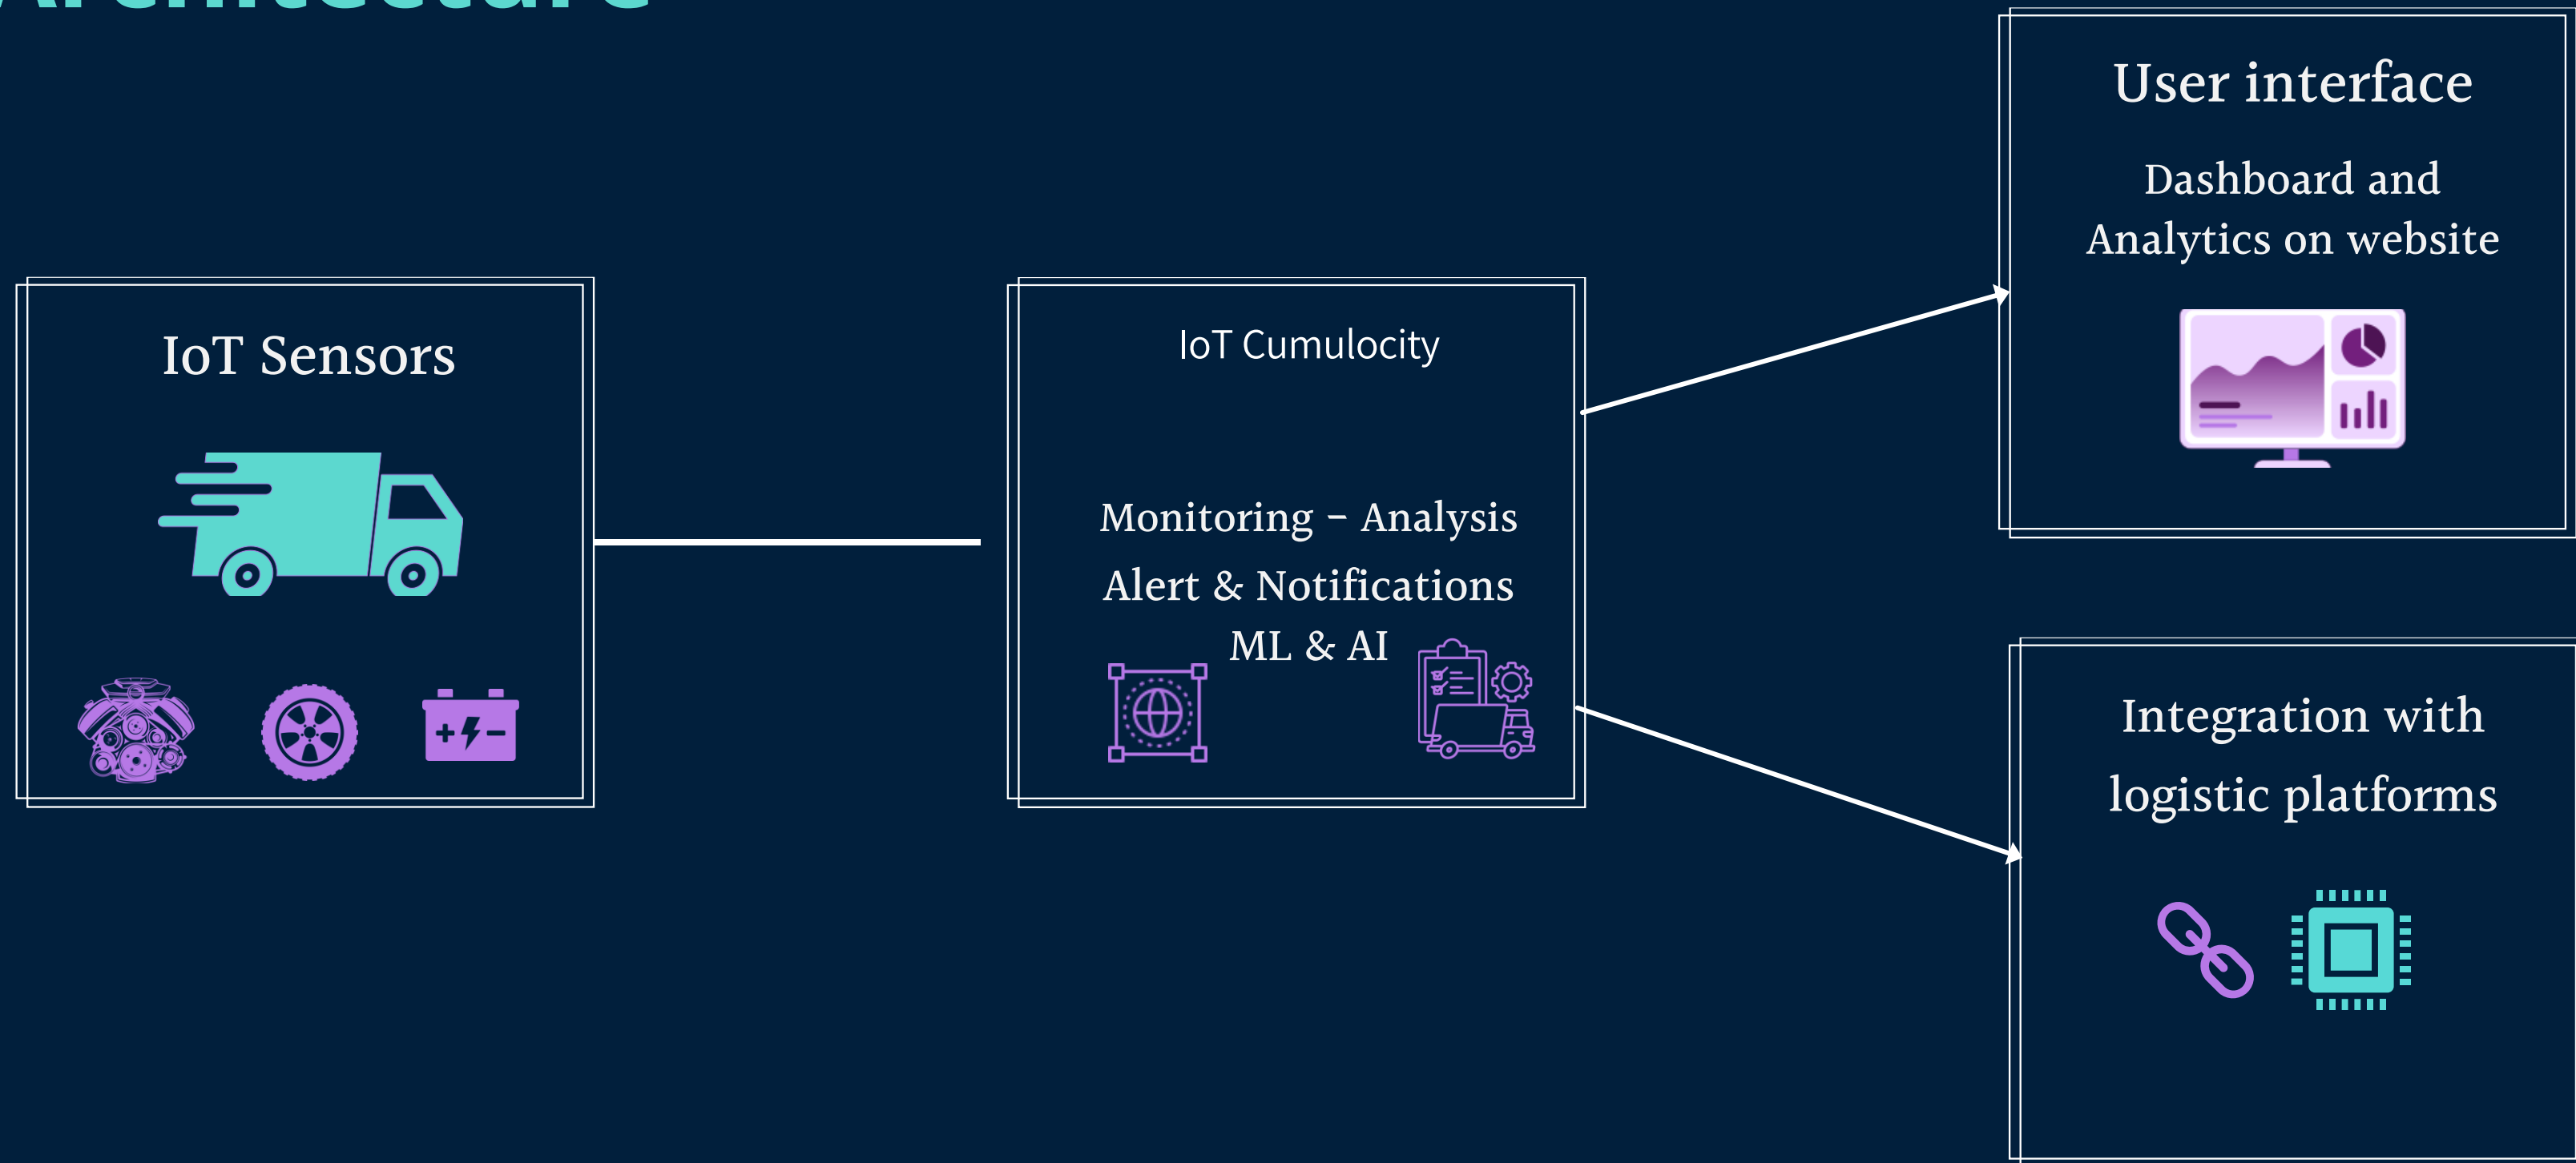 Architecture
IoT Sensors
IoT Cumulocity
Monitoring - Analysis
Alert & Notifications
ML & AI
User interface
Dashboard and
Analytics on website
Integration with
logistic platforms